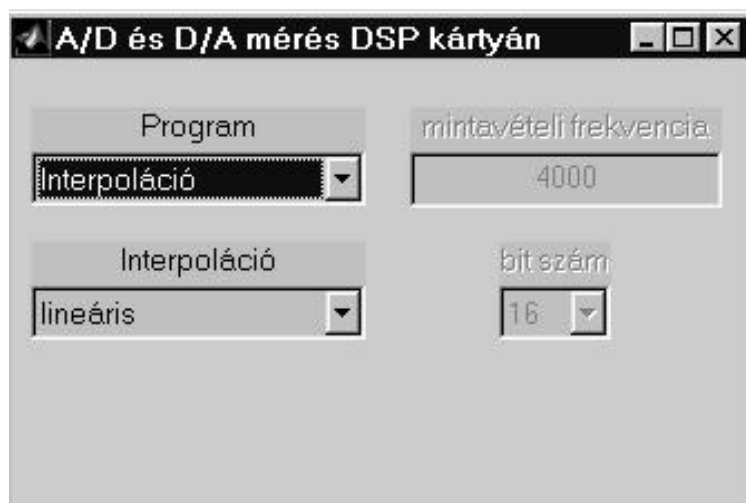 A/D és D/A mérés DSP kártyán
Program
mintavételi frekvencia
Interpoláció
4000
Interpoláció
bit szám
lineáris
16